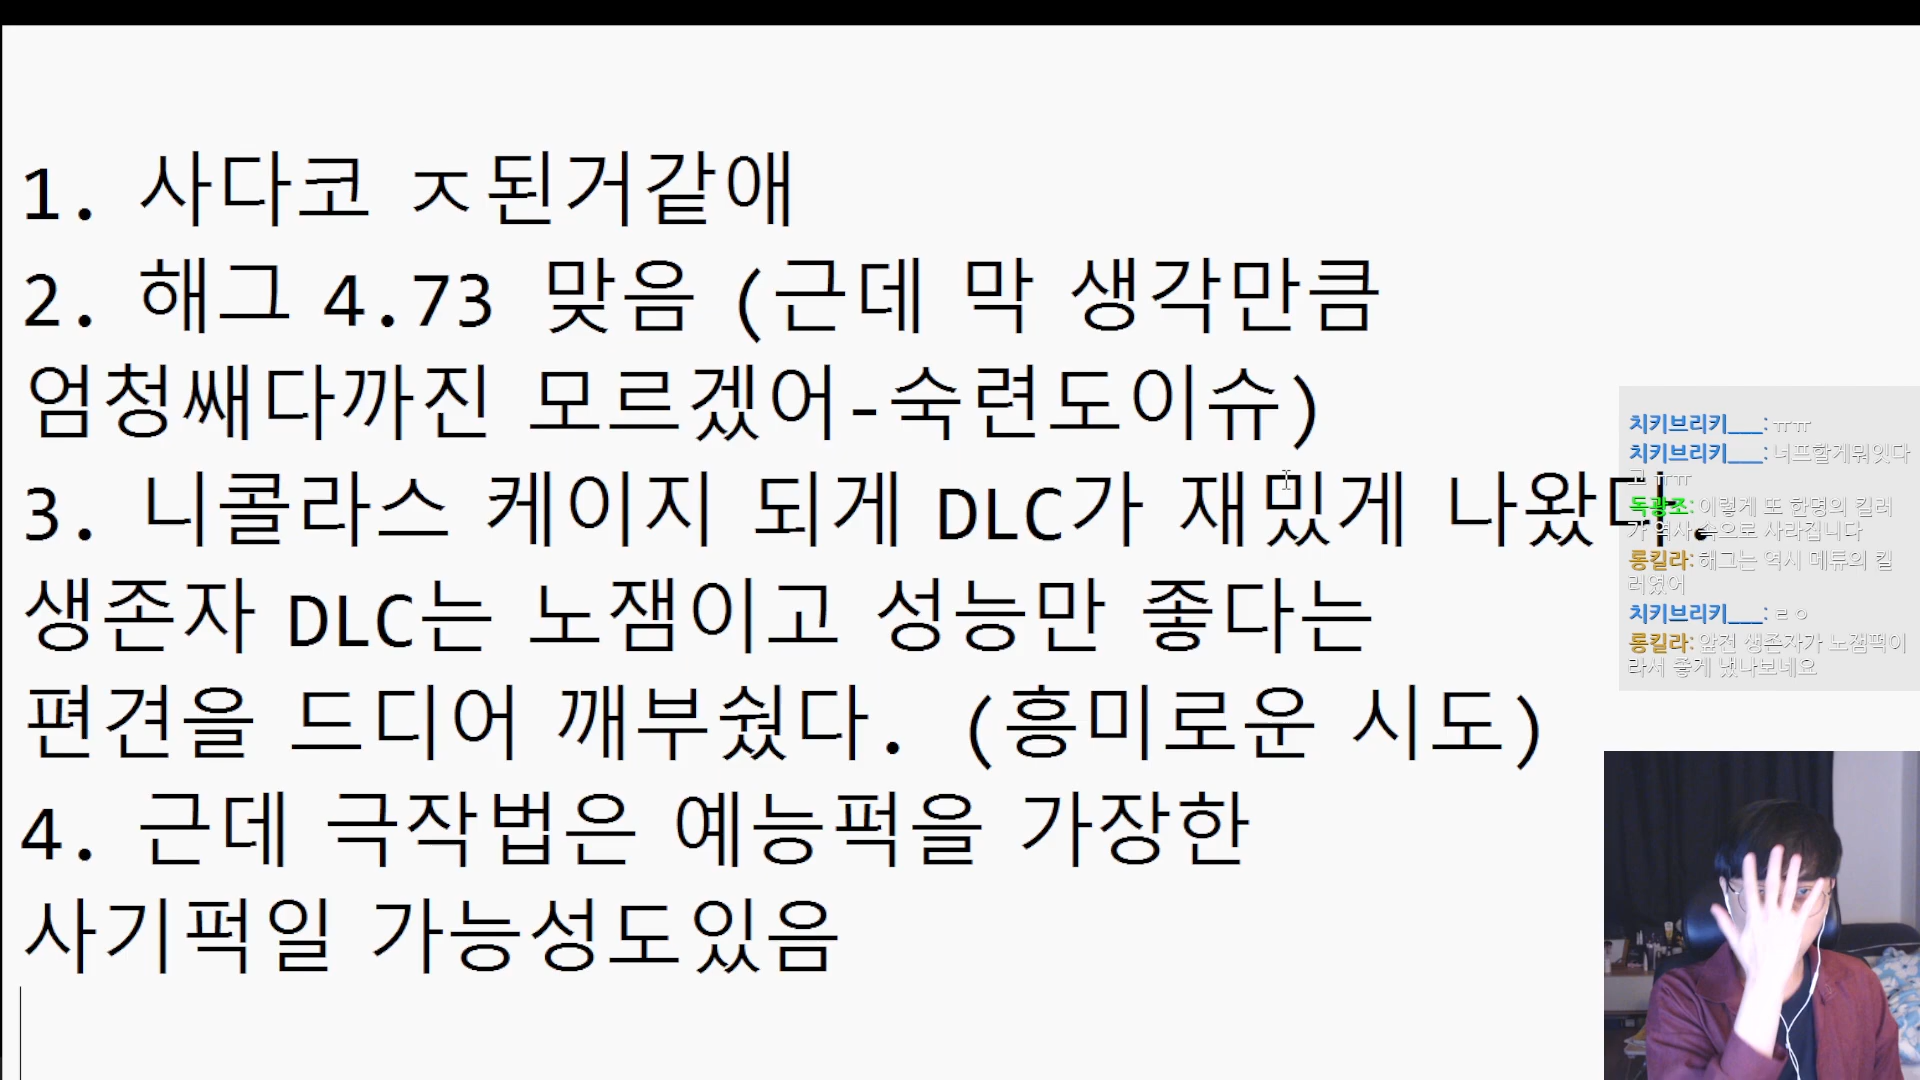 1. 사다코 ㅈ된거같애
2. 해그 4.73 맞음 (근데 막 생각만큼
엄청쌔다까진 모르겠어-숙련도이슈)
3. 니콜라스 케이지 되게 DLC가 재밌게 나왔다.
생존자 DLC는 노잼이고 성능만 좋다는
편견을 드디어 깨부쉈다. (흥미로운 시도)
4. 근데 극작법은 예능퍽을 가장한
사기퍽일 가능성도있음
치키브리키___: ㅠㅠ
치키브리키___: 너프할게뭐잇다
고 ㅠㅠ
독광조: 이렇게 또 한명의 킬러
가 역사 속으로 사라집니다
롱킬라: 해그는 역시 메튜의 킬
러였어
치키브리키___: ㄹㅇ
롱킬라: 앞전 생존자가 노잼퍽이
라서 좋게 냈나보네요